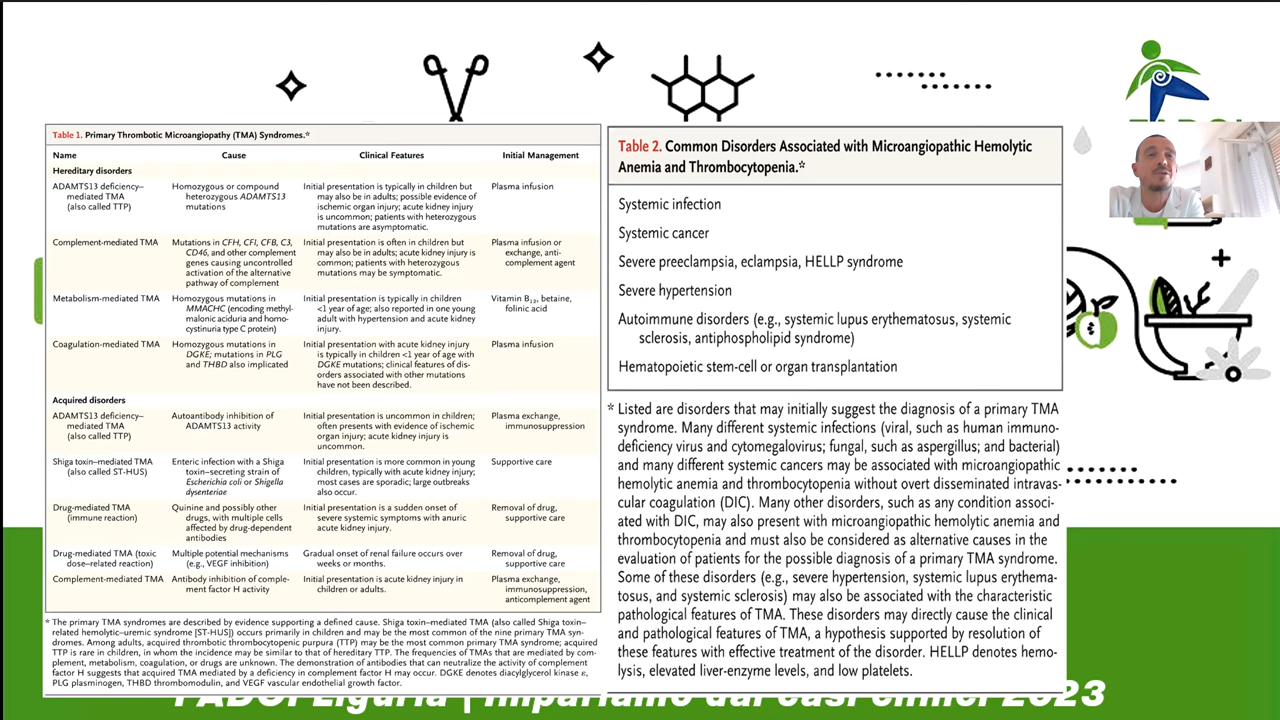 Table 1. Primary Thrombotic Microangiopathy (TMA) Syndromes.*
Name Cause Clinical Features Initial Management
Hereditary disorders
ADAMTS13 deficiency– Homozygous or compound Initial presentation is typically in children but Plasma infusion
mediated TMA heterozygous ADAMTS13 may also be in adults; possible evidence of
(also called TTP) mutations ischemic organ injury; acute kidney injury
is uncommon; patients with heterozygous
mutations are asymptomatic.
Complement-mediated TMA Mutations in CFH, CFI, CFB, C3, Initial presentation is often in children but Plasma infusion or
CD46, and other complement may also be in adults; acute kidney injury is exchange, anti-
genes causing uncontrolled common; patients with heterozygous complement agent
activation of the alternative mutations may be symptomatic.
pathway of complement
Metabolism-mediated TMA Homozygous mutations in Initial presentation is typically in children Vitamin B12, betaine,
MMACHC (encoding methyl- <1 year of age; also reported in one young folinic acid
malonic aciduria and homo- adult with hypertension and acute kidney
cystinuria type C protein) injury.
Coagulation-mediated TMA Homozygous mutations in Initial presentation with acute kidney injury Plasma infusion
DGKE; mutations in PLG is typically in children <1 year of age with
and THBD also implicated DGKE mutations; clinical features of dis-
orders associated with other mutations
have not been described.
Acquired disorders
ADAMTS13 deficiency– Autoantibody inhibition of Initial presentation is uncommon in children; Plasma exchange,
mediated TMA ADAMTS13 activity often presents with evidence of ischemic immunosuppression
(also called TTP) organ injury; acute kidney injury is
uncommon.
Shiga toxin–mediated TMA Enteric infection with a Shiga Initial presentation is more common in young Supportive care
(also called ST-HUS) toxin–secreting strain of children, typically with acute kidney injury;
Escherichia coli or Shigella most cases are sporadic; large outbreaks
dysenteriae also occur.
Drug-mediated TMA Quinine and possibly other Initial presentation is a sudden onset of Removal of drug,
(immune reaction) drugs, with multiple cells severe systemic symptoms with anuric supportive care
affected by drug-dependent acute kidney injury.
antibodies
Drug-mediated TMA (toxic Multiple potential mechanisms Gradual onset of renal failure occurs over Removal of drug,
dose–related reaction) (e.g., VEGF inhibition) weeks or months. supportive care
Complement-mediated TMA Antibody inhibition of comple- Initial presentation is acute kidney injury in Plasma exchange,
ment factor H activity children or adults. immunosuppression,
anticomplement agent
* The primary TMA syndromes are described by evidence supporting a defined cause. Shiga toxin–mediated TMA (also called Shiga toxin–
related hemolytic–uremic syndrome [ST-HUS]) occurs primarily in children and may be the most common of the nine primary TMA syn-
dromes. Among adults, acquired thrombotic thrombocytopenic purpura (TTP) may be the most common primary TMA syndrome; acquired
TTP is rare in children, in whom the incidence may be similar to that of hereditary TTP. The frequencies of TMAs that are mediated by com-
plement, metabolism, coagulation, or drugs are unknown. The demonstration of antibodies that can neutralize the activity of complement
factor H suggests that acquired TMA mediated by a deficiency in complement factor H may occur. DGKE denotes diacylglycerol kinase ε,
PLG plasminogen, THBD thrombomodulin, and VEGF vascular endothelial growth factor.
Table 2. Common Disorders Associated with Microangiopathic Hemolytic
Anemia and Thrombocytopenia.*
Systemic infection
Systemic cancer
Severe preeclampsia, eclampsia, HELLP syndrome
Severe hypertension
Autoimmune disorders (e.g., systemic lupus erythematosus, systemic
sclerosis, antiphospholipid syndrome)
Hematopoietic stem-cell or organ transplantation
* Listed are disorders that may initially suggest the diagnosis of a primary TMA
syndrome. Many different systemic infections (viral, such as human immuno-
deficiency virus and cytomegalovirus; fungal, such as aspergillus; and bacterial)
and many different systemic cancers may be associated with microangiopathic
hemolytic anemia and thrombocytopenia without overt disseminated intravas-
cular coagulation (DIC). Many other disorders, such as any condition associ-
ated with DIC, may also present with microangiopathic hemolytic anemia and
thrombocytopenia and must also be considered as alternative causes in the
evaluation of patients for the possible diagnosis of a primary TMA syndrome.
Some of these disorders (e.g., severe hypertension, systemic lupus erythema-
tosus, and systemic sclerosis) may also be associated with the characteristic
pathological features of TMA. These disorders may directly cause the clinical
and pathological features of TMA, a hypothesis supported by resolution of
these features with effective treatment of the disorder. HELLP denotes hemo-
lysis, elevated liver-enzyme levels, and low platelets.
FADOI Liguria | Impariamo dai casi clinici 2023